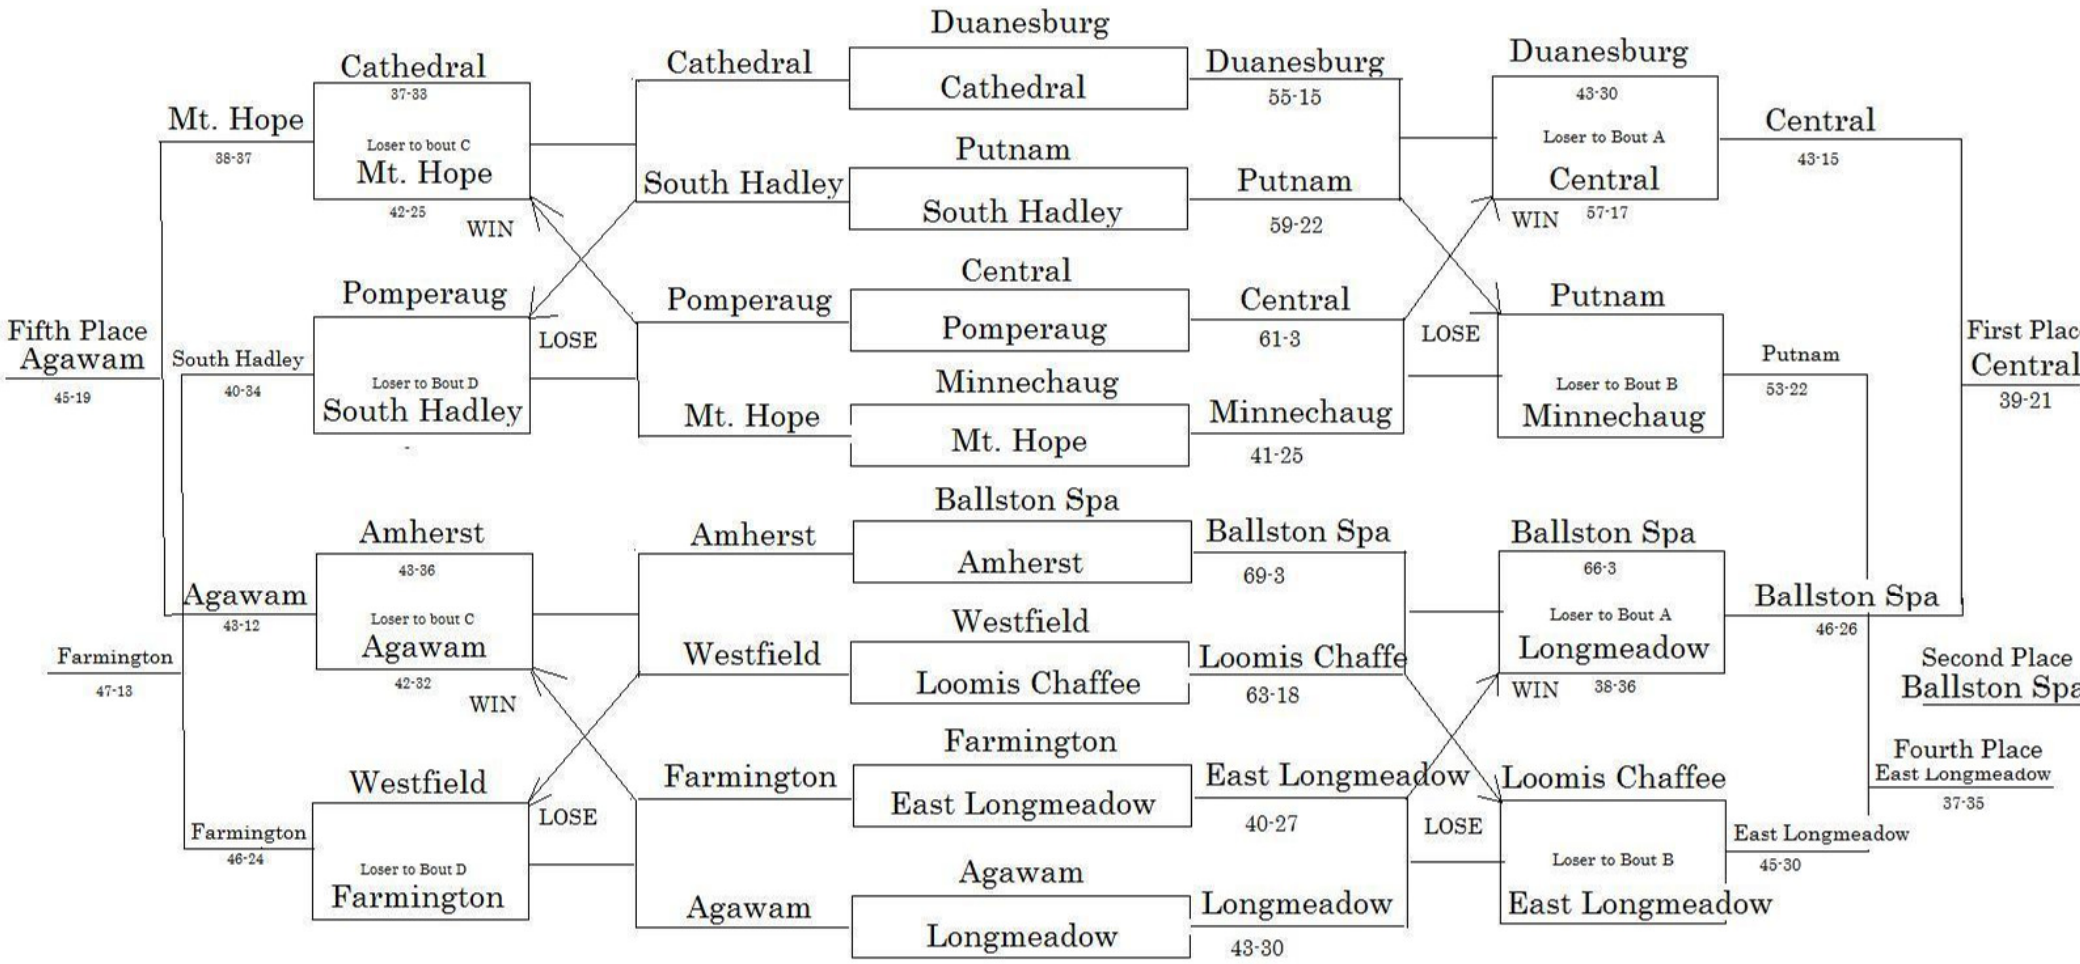 Duanesburg
Cathedral
Cathedral
Cathedral
Duanesburg
Duanesburg
37-33
55-15
43-30
Mt. Hope
Loser to bout C
Loser to Bout A
Central
38-37
Mt. Hope
South Hadley
Putnam
South Hadley
Putnam
Central
43-15
42-25
WIN
59-22
WIN
57-17
Pomperaug
Pomperaug
Central
Pomperaug
Central
Putnam
61-3
LOSE
LOSE
Fifth Place
Agawam
45-19
South Hadley
40-34
Loser to Bout D
South Hadley
-
Mt. Hope
Minnechaug
Mt. Hope
Minnechaug
41-25
Loser to Bout B
Minnechaug
Putnam
53-22
First Plac
Central
39-21
Amherst
Amherst
Ballston Spa
Amherst
Ballston Spa
Ballston Spa
43-36
69-3
66-3
Agawam
43-12
Loser to bout C
Agawam
42-32
WIN
Westfield
Westfield
Loomis Chaffee
Loomis Chaffe
63-18
Loser to Bout A
Longmeadow
WIN
38-36
Ballston Spa
46-26
Farmington
47-13
Second Place
Ballston Spa
Westfield
Farmington
Farmington
East Longmeadow
East Longmeadow
40-27
Loomis Chaffee
Fourth Place
East Longmeadow
37-35
LOSE
LOSE
Farmington
46-24
Loser to Bout D
Farmington
Agawam
Agawam
Longmeadow
Longmeadow
43-30
Loser to Bout B
East Longmeadow
East Longmeadow
45-30